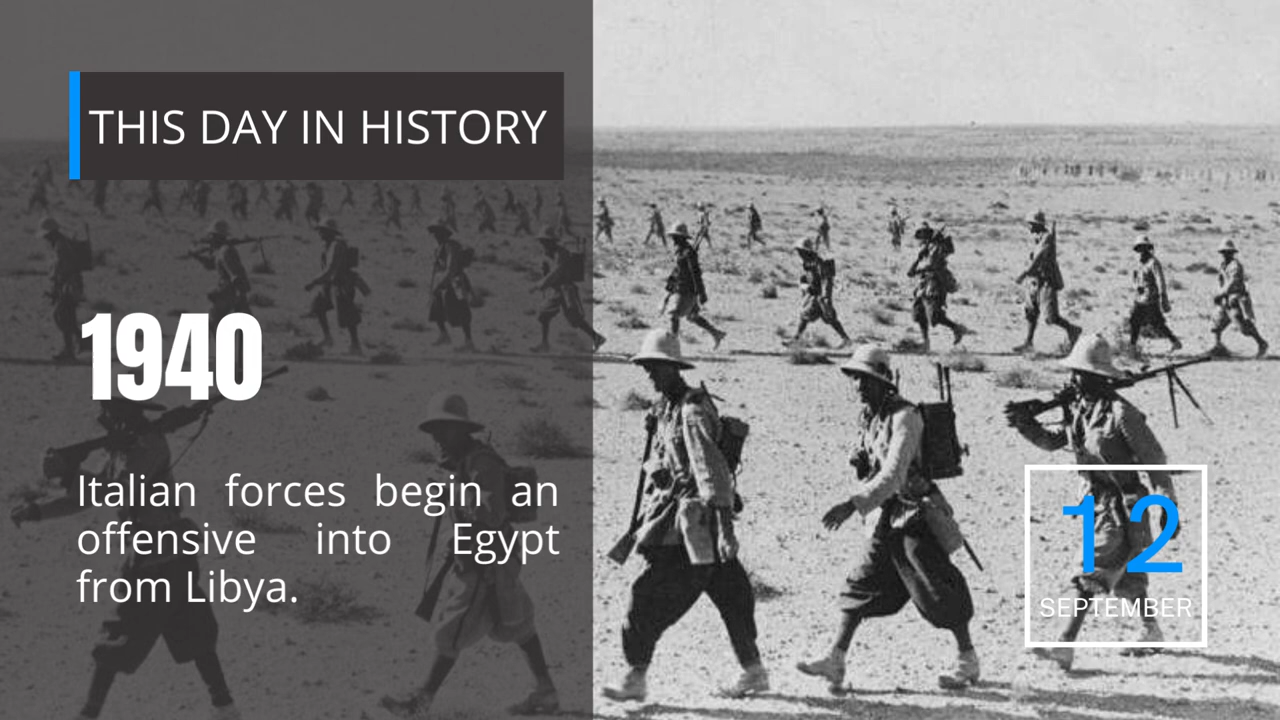 THIS DAY IN HISTORY
1940
Italian forces begin an
offensive into Egypt
from Libya.
12
SEPTEMBER